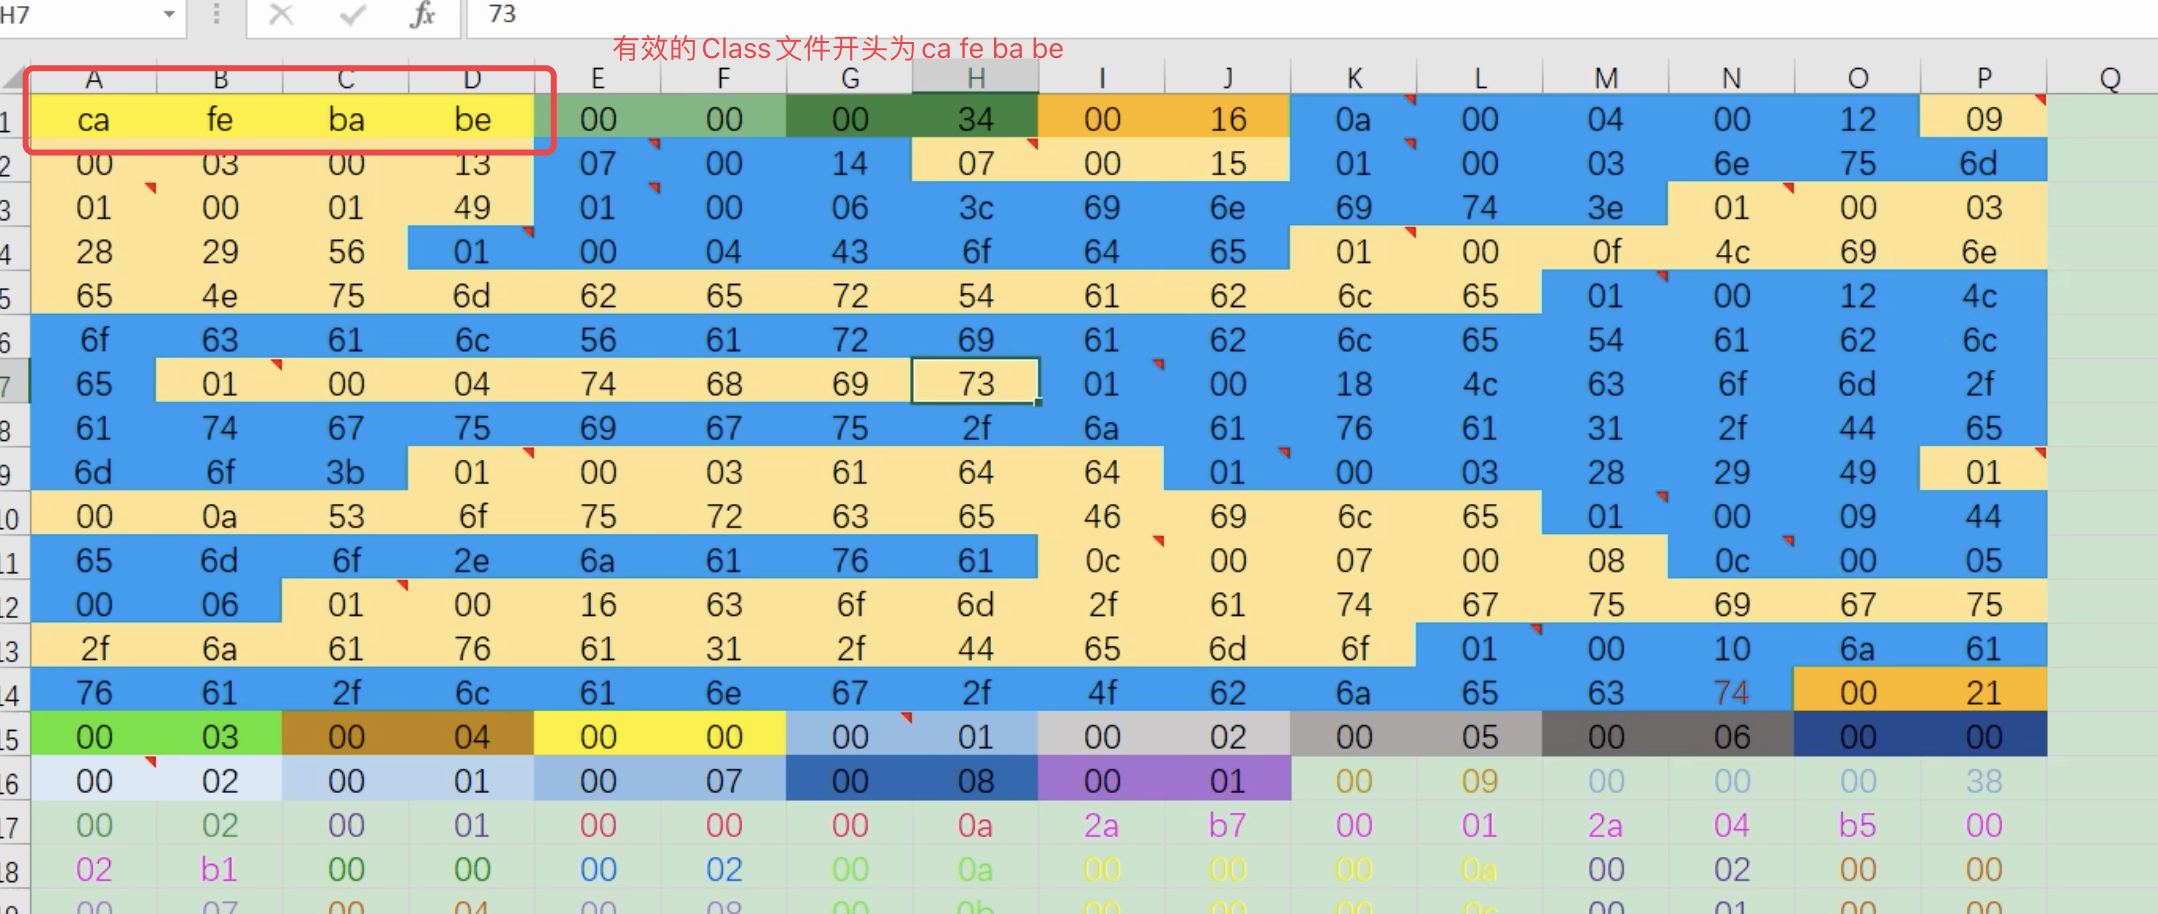 H7 fx 73
有效的Class文件开头为ca fe ba be
A B C D E F G H I J K L M N O P Q
1 ca fe ba be 00 00 00 34 00 16 0a 00 04 00 12 09
2 00 03 00 13 07 00 14 07 00 15 01 00 03 6e 75 6d
3 01 00 01 49 01 00 06 3c 69 6e 69 74 3e 01 00 03
4 28 29 56 01 00 04 43 6f 64 65 01 00 0f 4c 69 6e
5 65 4e 75 6d 62 65 72 54 61 62 6c 65 01 00 12 4c
6 6f 63 61 6c 56 61 72 69 61 62 6c 65 54 61 62 6c
7 65 01 00 04 74 68 69 73 01 00 18 4c 63 6f 6d 2f
8 61 74 67 75 69 67 75 2f 6a 61 76 61 31 2f 44 65
9 6d 6f 3b 01 00 03 61 64 64 01 00 03 28 29 49 01
10 00 0a 53 6f 75 72 63 65 46 69 6c 65 01 00 09 44
11 65 6d 6f 2e 6a 61 76 61 0c 00 07 00 08 0c 00 05
12 00 06 01 00 16 63 6f 6d 2f 61 74 67 75 69 67 75
13 2f 6a 61 76 61 31 2f 44 65 6d 6f 01 00 10 6a 61
14 76 61 2f 6c 61 6e 67 2f 4f 62 6a 65 63 74 00 21
15 00 03 00 04 00 00 00 01 00 02 00 05 00 06 00 00
16 00 02 00 01 00 07 00 08 00 01 00 09 00 00 00 38
17 00 02 00 01 00 00 00 0a 2a b7 00 01 2a 04 b5 00
18 02 b1 00 00 00 02 00 0a 00 00 00 0a 00 02 00 00
19 00 07 00 04 00 08 00 0b 00 00 00 0c 00 01 00 00